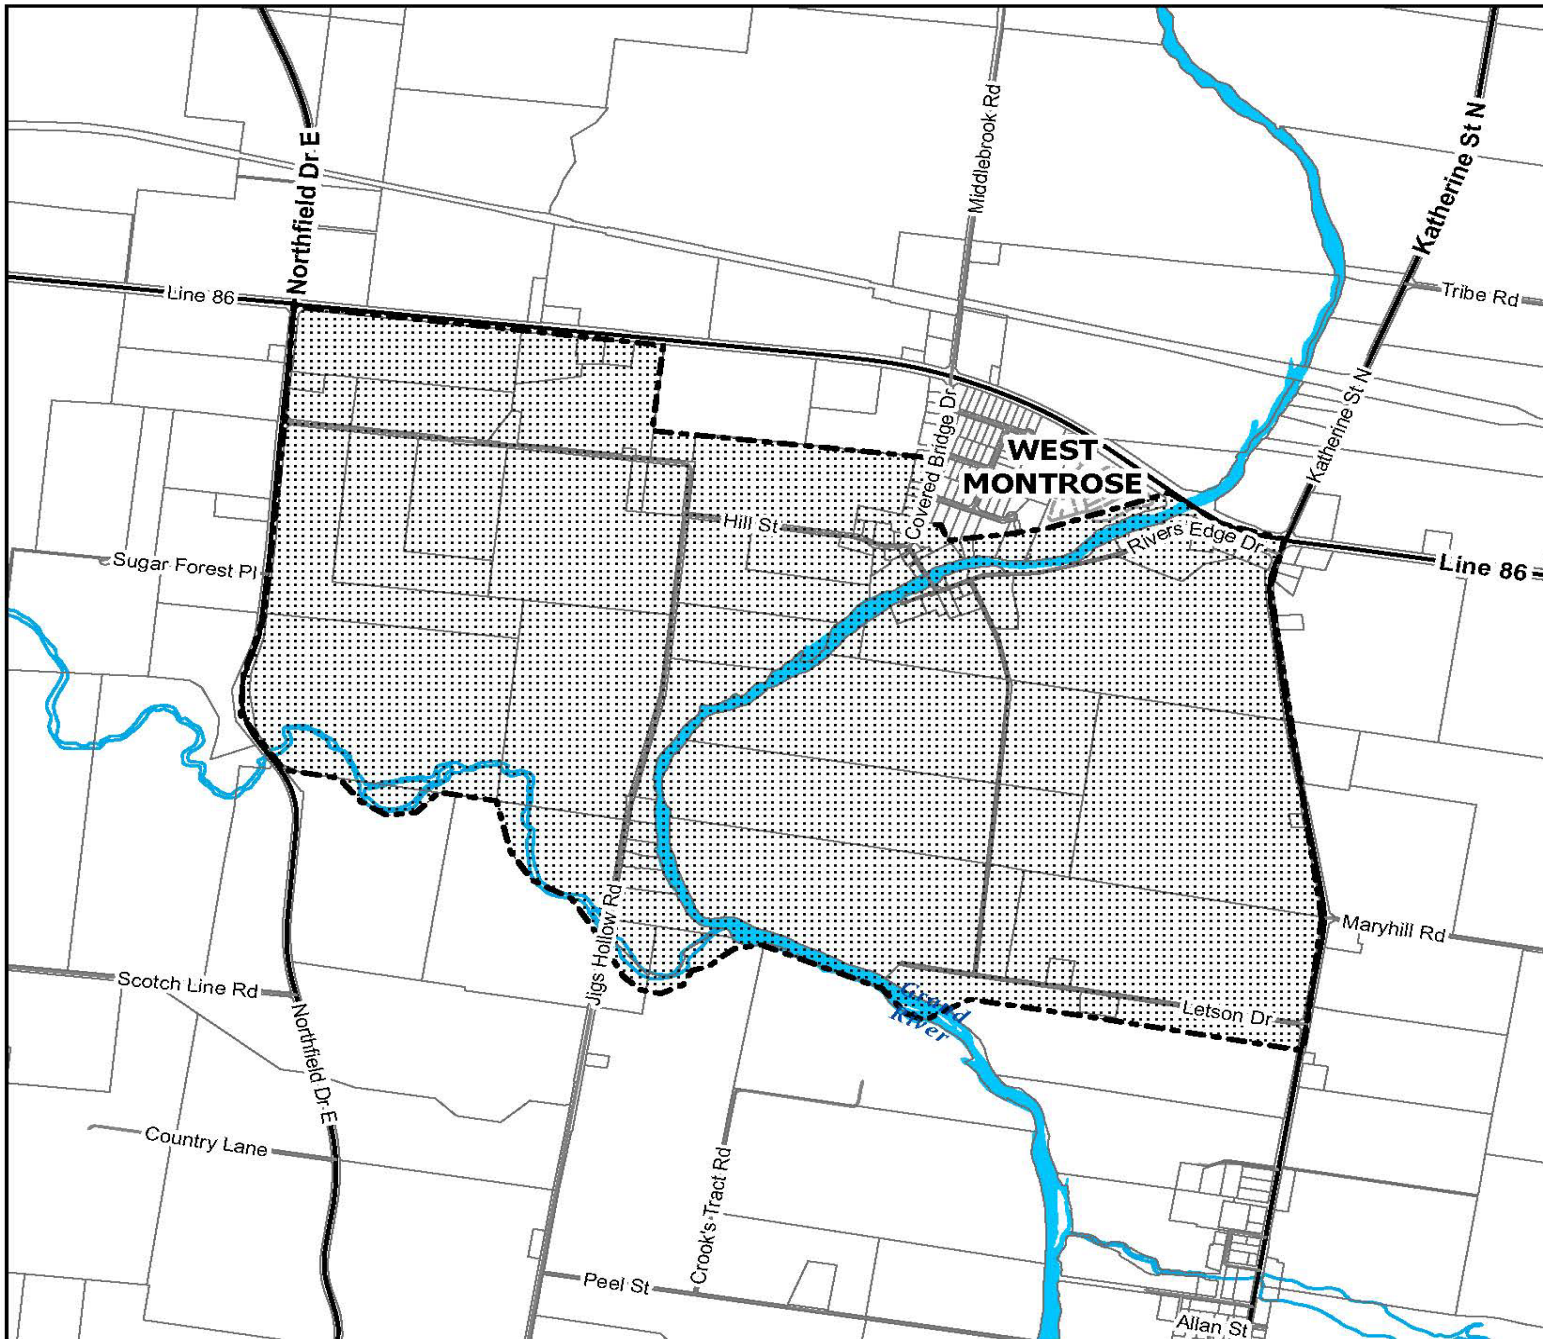 Northfield Dr E
Middlebrook Rd
Katherine St N
Line 86
Tribe Rd
Katherine St N
Covered Bridge Dr
WEST
MONTROSE
Hill St
Rivers Edge Dr
Line 86
Sugar Forest Pl
Jigs Hollow Rd
Maryhill Rd
Scotch Line Rd
Northfield Dr E
Grand
River
Letson Dr
Country Lane
Crook's Tract Rd
Peel St
Allan St